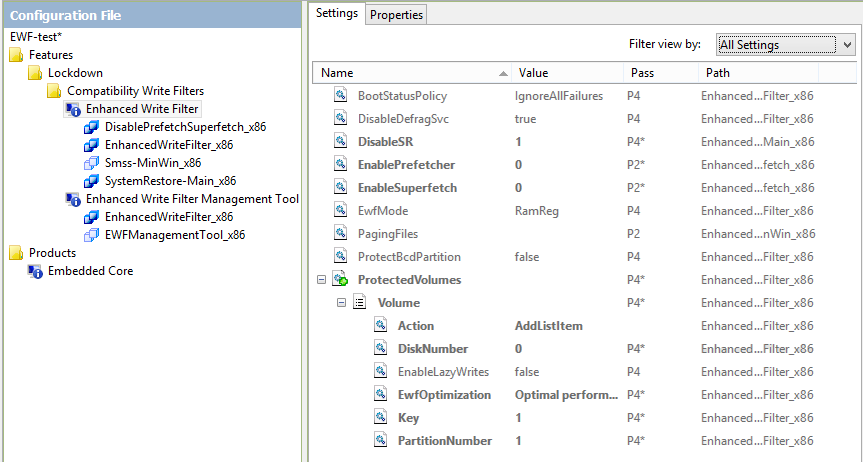 Configuration File
EWF-test*
Features
Lockdown
Compatibility Write Filters
Enhanced Write Filter
DisablePrefetchSuperfetch_x86
EnhancedWriteFilter_x86
Smss-MinWin_x86
SystemRestore-Main_x86
Enhanced Write Filter Management Tool
EnhancedWriteFilter_x86
EWFManagementTool_x86
Products
Embedded Core
Settings Properties
Filter view by: All Settings
Name Value Pass Path
BootStatusPolicy IgnoreAllFailures P4 Enhanced...Filter_x86
DisableDefragSvc true P4 Enhanced...Filter_x86
DisableSR 1 P4* Enhanced...Main_x86
EnablePrefetcher 0 P2* Enhanced...fetch_x86
EnableSuperfetch 0 P2* Enhanced...fetch_x86
EwfMode RamReg P4 Enhanced...Filter_x86
PagingFiles P2 Enhanced...nWin_x86
ProtectBcdPartition false P4 Enhanced...Filter_x86
ProtectedVolumes P4* Enhanced...Filter_x86
Volume P4* Enhanced...Filter_x86
Action AddListItem Enhanced...Filter_x86
DiskNumber 0 P4* Enhanced...Filter_x86
EnableLazyWrites false P4 Enhanced...Filter_x86
EwfOptimization Optimal perform... P4* Enhanced...Filter_x86
Key 1 P4* Enhanced...Filter_x86
PartitionNumber 1 P4* Enhanced...Filter_x86